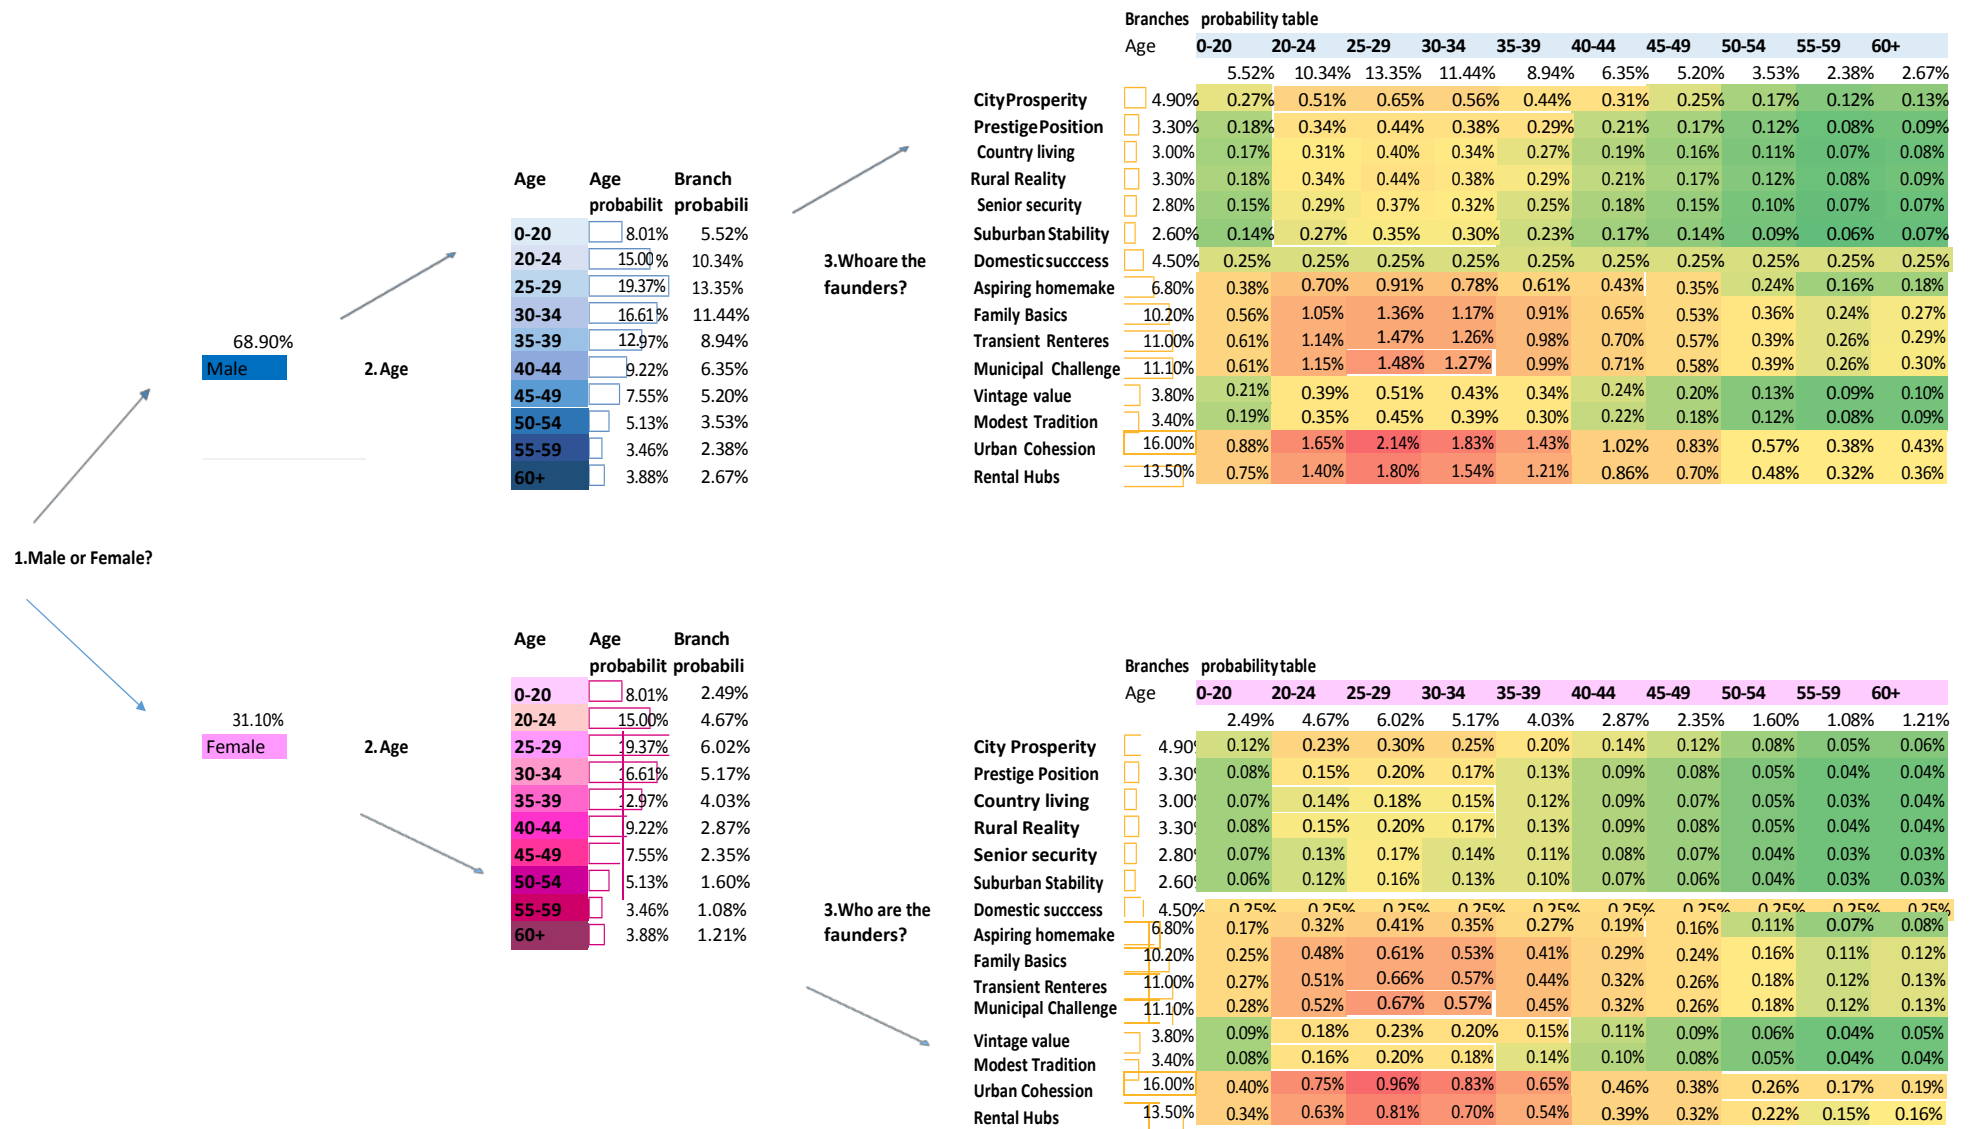 Branches probability table
Age 0-20 20-24 25-29 30-34 35-39 40-44 45-49 50-54 55-59 60+
5.52% 10.34% 13.35% 11.44% 8.94% 6.35% 5.20% 3.53% 2.38% 2.67%
CityProsperity 4.90% 0.27% 0.51% 0.65% 0.56% 0.44% 0.31% 0.25% 0.17% 0.12% 0.13%
PrestigePosition 3.30% 0.18% 0.34% 0.44% 0.38% 0.29% 0.21% 0.17% 0.12% 0.08% 0.09%
Country living 3.00% 0.17% 0.31% 0.40% 0.34% 0.27% 0.19% 0.16% 0.11% 0.07% 0.08%
Rural Reality 3.30% 0.18% 0.34% 0.44% 0.38% 0.29% 0.21% 0.17% 0.12% 0.08% 0.09%
Senior security 2.80% 0.15% 0.29% 0.37% 0.32% 0.25% 0.18% 0.15% 0.10% 0.07% 0.07%
Suburban Stability 2.60% 0.14% 0.27% 0.35% 0.30% 0.23% 0.17% 0.14% 0.09% 0.06% 0.07%
Domestic succcess 4.50% 0.25% 0.25% 0.25% 0.25% 0.25% 0.25% 0.25% 0.25% 0.25% 0.25%
Aspiring homemake 6.80% 0.38% 0.70% 0.91% 0.78% 0.61% 0.43% 0.35% 0.24% 0.16% 0.18%
Family Basics 10.20% 0.56% 1.05% 1.36% 1.17% 0.91% 0.65% 0.53% 0.36% 0.24% 0.27%
Transient Renteres 11.00% 0.61% 1.14% 1.47% 1.26% 0.98% 0.70% 0.57% 0.39% 0.26% 0.29%
Municipal Challenge 11.10% 0.61% 1.15% 1.48% 1.27% 0.99% 0.71% 0.58% 0.39% 0.26% 0.30%
Vintage value 3.80% 0.21% 0.39% 0.51% 0.43% 0.34% 0.24% 0.20% 0.13% 0.09% 0.10%
Modest Tradition 3.40% 0.19% 0.35% 0.45% 0.39% 0.30% 0.22% 0.18% 0.12% 0.08% 0.09%
Urban Cohession 16.00% 0.88% 1.65% 2.14% 1.83% 1.43% 1.02% 0.83% 0.57% 0.38% 0.43%
Rental Hubs 13.50% 0.75% 1.40% 1.80% 1.54% 1.21% 0.86% 0.70% 0.48% 0.32% 0.36%
Age Age Branch
probabilit probabili
0-20 8.01% 5.52%
20-24 15.00 % 10.34%
25-29 19.37% 13.35%
30-34 16.61% 11.44%
35-39 12.97% 8.94%
40-44 9.22% 6.35%
45-49 7.55% 5.20%
50-54 5.13% 3.53%
55-59 3.46% 2.38%
60+ 3.88% 2.67%
3.Whoare the
faunders?
68.90%
Male
2.Age
1.Male or Female?
31.10%
Female
2.Age
Age Age Branch
probabilit probabili
0-20 8.01% 2.49%
20-24 15.00% 4.67%
25-29 19.37% 6.02%
30-34 16.61% 5.17%
35-39 12.97% 4.03%
40-44 9.22% 2.87%
45-49 7.55% 2.35%
50-54 5.13% 1.60%
55-59 3.46% 1.08%
60+ 3.88% 1.21%
3.Who are the
faunders?
Branches probability table
Age 0-20 20-24 25-29 30-34 35-39 40-44 45-49 50-54 55-59 60+
2.49% 4.67% 6.02% 5.17% 4.03% 2.87% 2.35% 1.60% 1.08% 1.21%
City Prosperity 4.90 0.12% 0.23% 0.30% 0.25% 0.20% 0.14% 0.12% 0.08% 0.05% 0.06%
Prestige Position 3.30 0.08% 0.15% 0.20% 0.17% 0.13% 0.09% 0.08% 0.05% 0.04% 0.04%
Country living 3.00 0.07% 0.14% 0.18% 0.15% 0.12% 0.09% 0.07% 0.05% 0.03% 0.04%
Rural Reality 3.30 0.08% 0.15% 0.20% 0.17% 0.13% 0.09% 0.08% 0.05% 0.04% 0.04%
Senior security 2.80 0.07% 0.13% 0.17% 0.14% 0.11% 0.08% 0.07% 0.04% 0.03% 0.03%
Suburban Stability 2.60 0.06% 0.12% 0.16% 0.13% 0.10% 0.07% 0.06% 0.04% 0.03% 0.03%
Domestic succcess 4.50% 0.25% 0.25% 0.25% 0.25% 0.25% 0.25% 0.25% 0.25% 0.25% 0.25%
Aspiring homemake 6.80% 0.17% 0.32% 0.41% 0.35% 0.27% 0.19% 0.16% 0.11% 0.07% 0.08%
Family Basics 10.20% 0.25% 0.48% 0.61% 0.53% 0.41% 0.29% 0.24% 0.16% 0.11% 0.12%
Transient Renteres 11.00% 0.27% 0.51% 0.66% 0.57% 0.44% 0.32% 0.26% 0.18% 0.12% 0.13%
Municipal Challenge 11.10% 0.28% 0.52% 0.67% 0.57% 0.45% 0.32% 0.26% 0.18% 0.12% 0.13%
Vintage value 3.80% 0.09% 0.18% 0.23% 0.20% 0.15% 0.11% 0.09% 0.06% 0.04% 0.05%
Modest Tradition 3.40% 0.08% 0.16% 0.20% 0.18% 0.14% 0.10% 0.08% 0.05% 0.04% 0.04%
Urban Cohession 16.00% 0.40% 0.75% 0.96% 0.83% 0.65% 0.46% 0.38% 0.26% 0.17% 0.19%
Rental Hubs 13.50% 0.34% 0.63% 0.81% 0.70% 0.54% 0.39% 0.32% 0.22% 0.15% 0.16%